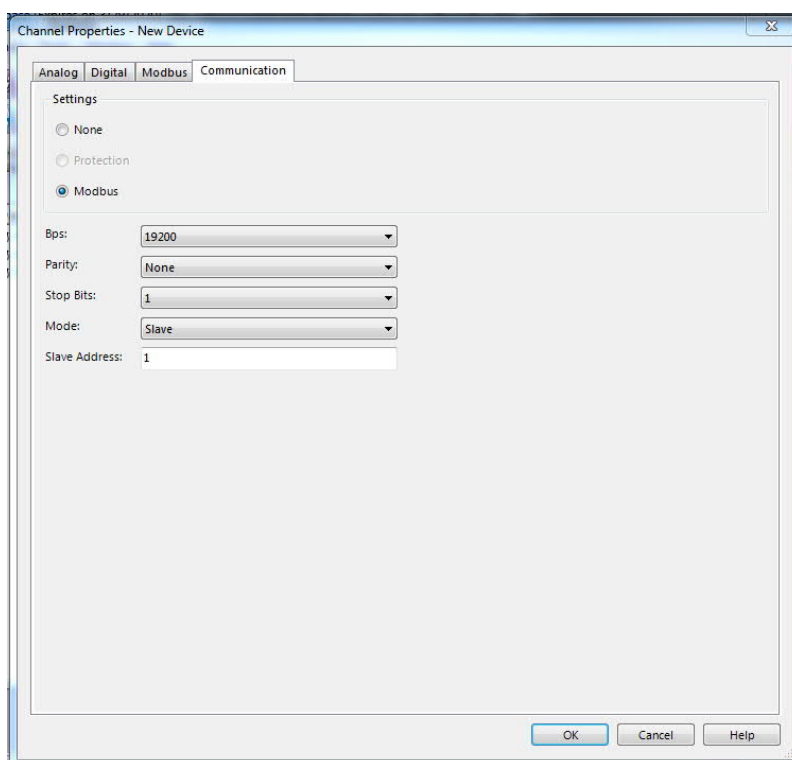 Channel Properties - New Device
Analog Digital Modbus Communication
Settings
None
Protection
Modbus
Bps: 19200
Parity: None
Stop Bits: 1
Mode: Slave
Slave Address: 1
OK Cancel Help